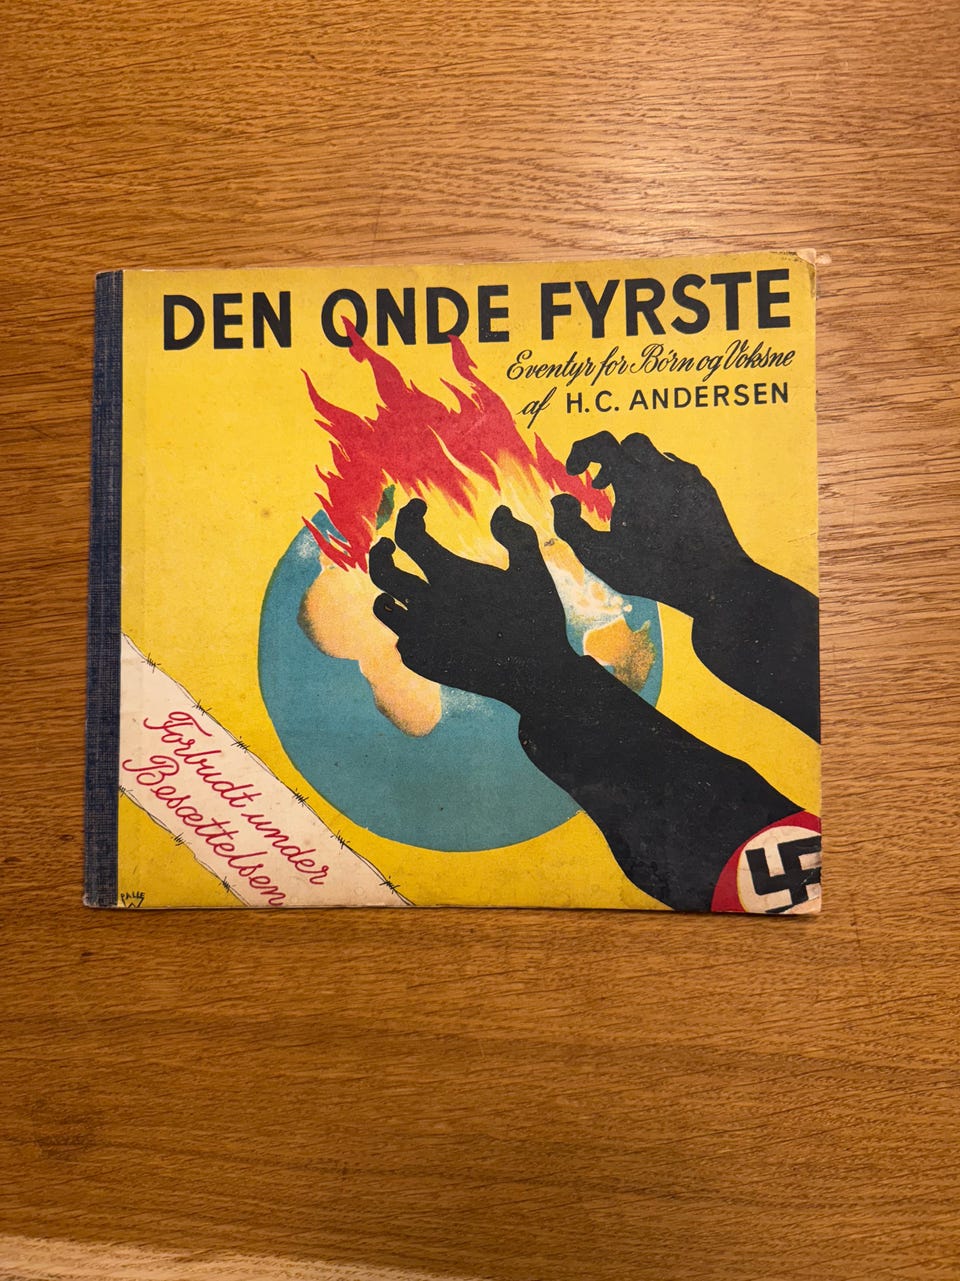 DEN ONDE FYRSTE
Eventyr for Børn og Voksne
af H.C. ANDERSEN
Forbudt under
Besættelsen
PALLE